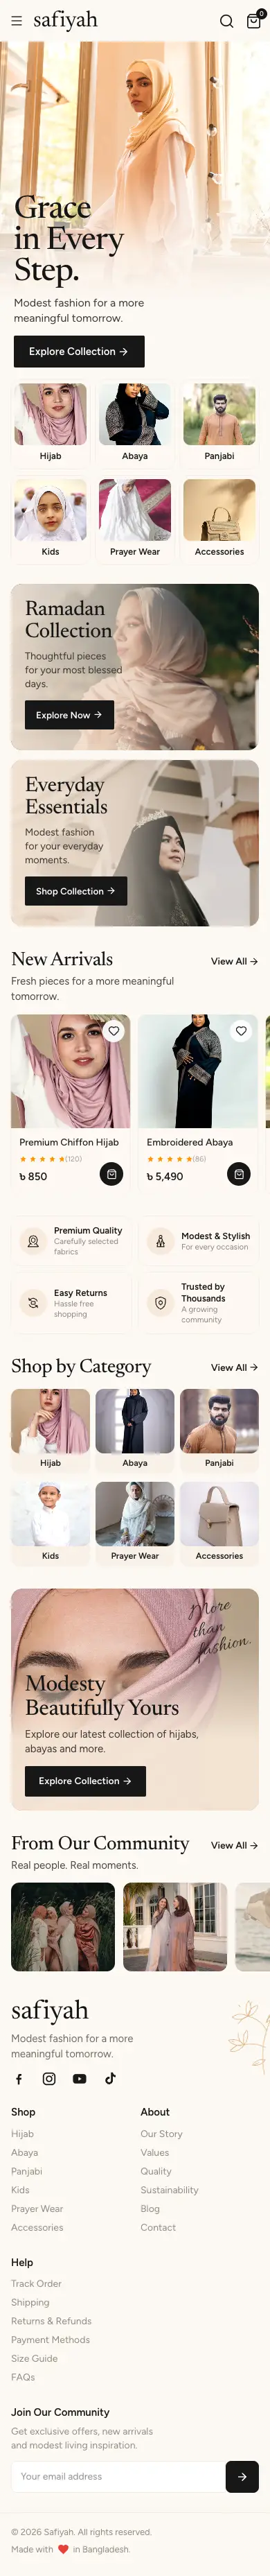 safiyah
0
Grace
in Every
Step.
Modest fashion for a more
meaningful tomorrow.
Explore Collection →
Hijab
Abaya
Panjabi
Kids
Prayer Wear
Accessories
Ramadan
Collection
Thoughtful pieces
for your most blessed
days.
Explore Now →
Everyday
Essentials
Modest fashion
for your everyday
moments.
Shop Collection →
New Arrivals
View All →
Fresh pieces for a more meaningful
tomorrow.
Premium Chiffon Hijab
★ ★ ★ ★ ★ (120)
৳ 850
Embroidered Abaya
★ ★ ★ ★ ★ (86)
৳ 5,490
Premium Quality
Carefully selected
fabrics
Modest & Stylish
For every occasion
Easy Returns
Hassle free
shopping
Trusted by
Thousands
A growing
community
Shop by Category
View All →
Hijab
Abaya
Panjabi
Kids
Prayer Wear
Accessories
More
than
fashion.
Modesty
Beautifully Yours
Explore our latest collection of hijabs,
abayas and more.
Explore Collection →
From Our Community
View All →
Real people. Real moments.
safiyah
Modest fashion for a more
meaningful tomorrow.
Shop
Hijab
Abaya
Panjabi
Kids
Prayer Wear
Accessories
About
Our Story
Values
Quality
Sustainability
Blog
Contact
Help
Track Order
Shipping
Returns & Refunds
Payment Methods
Size Guide
FAQs
Join Our Community
Get exclusive offers, new arrivals
and modest living inspiration.
Your email address
© 2026 Safiyah. All rights reserved.
Made with ❤ in Bangladesh.